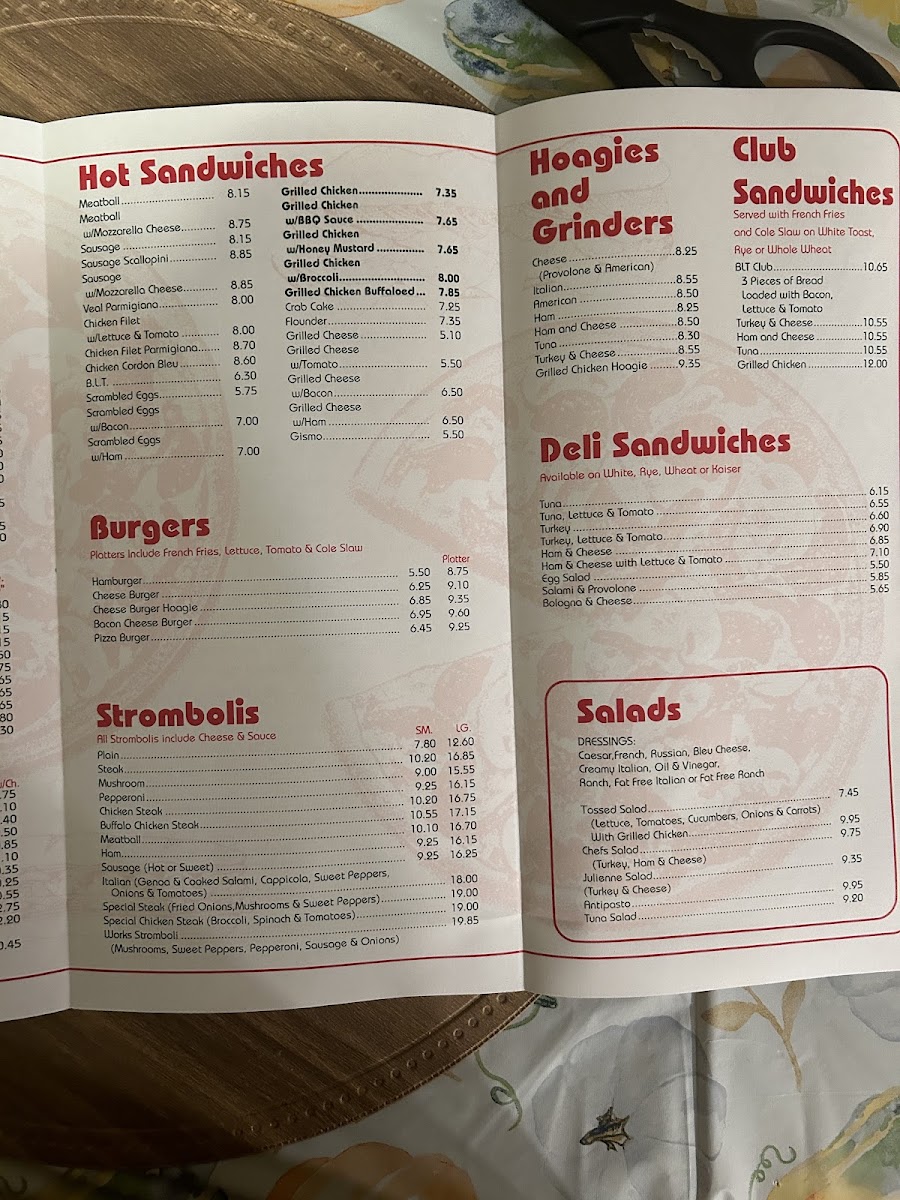 Hot Sandwiches
Meatball 8.15
Meatball
w/Mozzarella Cheese 8.75
Sausage 8.15
Sausage Scallopini 8.85
Sausage
w/Mozzarella Cheese 8.85
Veal Parmigiana 8.00
Chicken Filet
w/Lettuce & Tomato 8.00
Chicken Filet Parmigiana 8.70
Chicken Cordon Bleu 8.60
B.L.T. 6.30
Scrambled Eggs 5.75
Scrambled Eggs
w/Bacon 7.00
Scrambled Eggs
w/Ham 7.00
Grilled Chicken 7.35
Grilled Chicken
w/BBQ Sauce 7.65
Grilled Chicken
w/Honey Mustard 7.65
Grilled Chicken
w/Broccoli 8.00
Grilled Chicken Buffaloed 7.85
Crab Cake 7.25
Flounder 7.35
Grilled Cheese 5.10
Grilled Cheese
w/Tomato 5.50
Grilled Cheese
w/Bacon 6.50
Grilled Cheese
w/Ham 6.50
Gismo 5.50
Burgers
Platters Include French Fries, Lettuce, Tomato & Cole Slaw
Platter
Hamburger 5.50 8.75
Cheese Burger 6.25 9.10
Cheese Burger Hoagie 6.85 9.35
Bacon Cheese Burger 6.95 9.60
Pizza Burger 6.45 9.25
Strombolis
All Strombolis include Cheese & Sauce
SM. LG.
Plain 7.80 12.60
Steak 10.20 16.85
Mushroom 9.00 15.55
Pepperoni 9.25 16.15
Chicken Steak 10.20 16.75
Buffalo Chicken Steak 10.55 17.15
Meatball 10.10 16.70
Ham 9.25 16.15
Sausage (Hot or Sweet) 9.25 16.25
Italian (Genoa & Cooked Salami, Cappicola, Sweet Peppers,
Onions & Tomatoes) 18.00
Special Steak (Fried Onions,Mushrooms & Sweet Peppers) 19.00
Special Chicken Steak (Broccoli, Spinach & Tomatoes) 19.00
Works Stromboli 19.85
(Mushrooms, Sweet Peppers, Pepperoni, Sausage & Onions)
Hoagies
and
Grinders
Cheese 8.25
(Provolone & American)
Italian 8.55
American 8.50
Ham 8.25
Ham and Cheese 8.50
Tuna 8.30
Turkey & Cheese 8.55
Grilled Chicken Hoagie 9.35
Club
Sandwiches
Served with French Fries
and Cole Slaw on White Toast,
Rye or Whole Wheat
BLT Club 10.65
3 Pieces of Bread
Loaded with Bacon,
Lettuce & Tomato
Turkey & Cheese 10.55
Ham and Cheese 10.55
Tuna 10.55
Grilled Chicken 12.00
Deli Sandwiches
Available on White, Rye, Wheat or Kaiser
Tuna 6.15
Tuna, Lettuce & Tomato 6.55
Turkey 6.60
Turkey, Lettuce & Tomato 6.90
Ham & Cheese 6.85
Ham & Cheese with Lettuce & Tomato 7.10
Egg Salad 5.50
Salami & Provolone 5.85
Bologna & Cheese 5.65
Salads
DRESSINGS:
Caesar,French, Russian, Bleu Cheese,
Creamy Italian, Oil & Vinegar,
Ranch, Fat Free Italian or Fat Free Ranch
Tossed Salad 7.45
(Lettuce, Tomatoes, Cucumbers, Onions & Carrots)
With Grilled Chicken 9.95
Chefs Salad 9.75
(Turkey, Ham & Cheese)
Julienne Salad 9.35
(Turkey & Cheese)
Antipasto 9.95
Tuna Salad 9.20